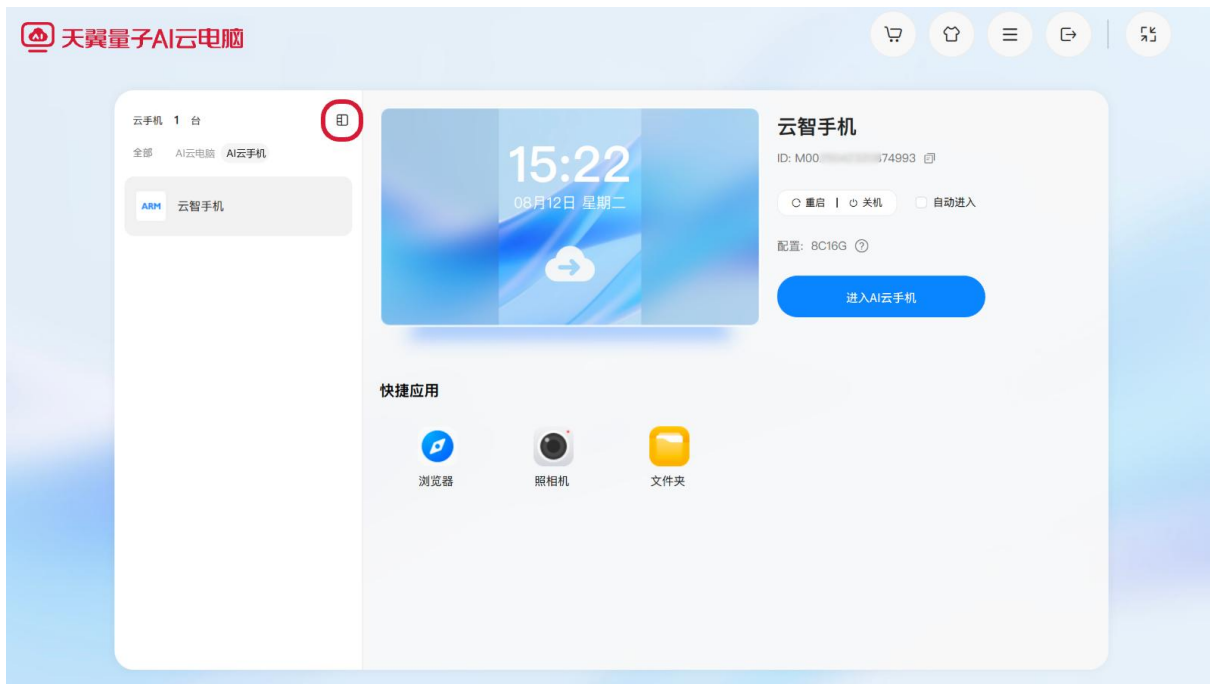 天翼量子AI云电脑
云手机 1 台
全部 AI云电脑 AI云手机
ARM 云智手机
15:22
08月12日 星期二
云智手机
ID: M00 74993
重启 | 关机 自动进入
配置: 8C16G
进入AI云手机
快捷应用
浏览器 照相机 文件夹